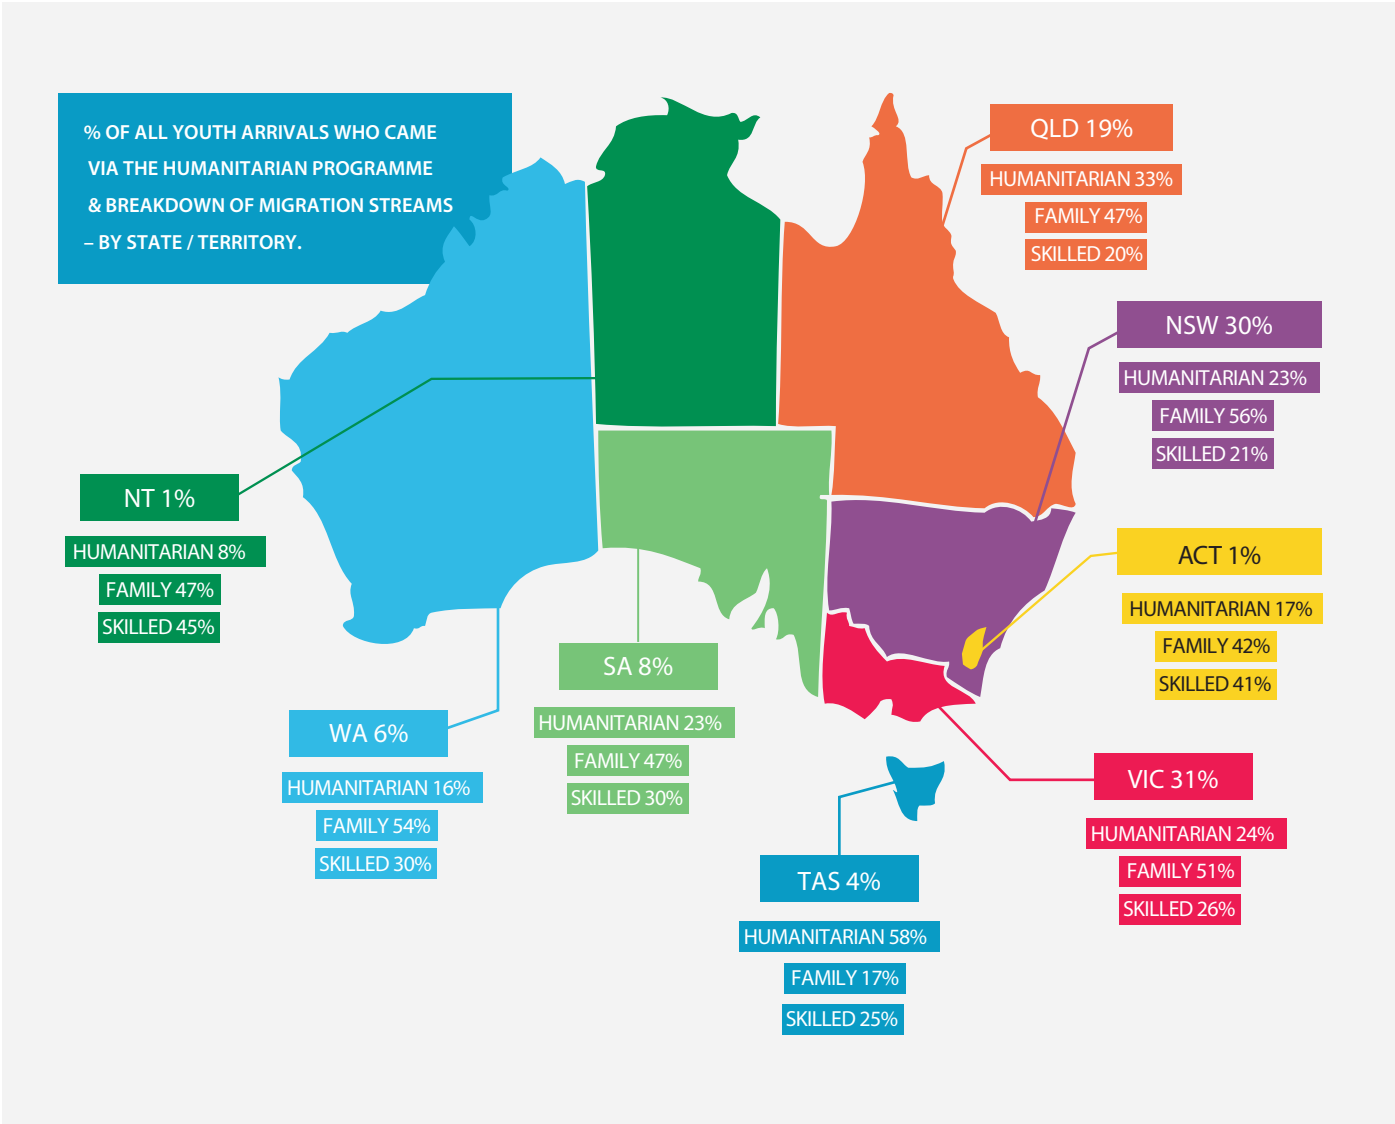 % OF ALL YOUTH ARRIVALS WHO CAME
VIA THE HUMANITARIAN PROGRAMME
& BREAKDOWN OF MIGRATION STREAMS
– BY STATE / TERRITORY.
QLD 19%
HUMANITARIAN 33%
FAMILY 47%
SKILLED 20%
NSW 30%
HUMANITARIAN 23%
FAMILY 56%
SKILLED 21%
NT 1%
HUMANITARIAN 8%
FAMILY 47%
SKILLED 45%
ACT 1%
HUMANITARIAN 17%
FAMILY 42%
SKILLED 41%
SA 8%
HUMANITARIAN 23%
FAMILY 47%
SKILLED 30%
WA 6%
HUMANITARIAN 16%
FAMILY 54%
SKILLED 30%
VIC 31%
HUMANITARIAN 24%
FAMILY 51%
SKILLED 26%
TAS 4%
HUMANITARIAN 58%
FAMILY 17%
SKILLED 25%